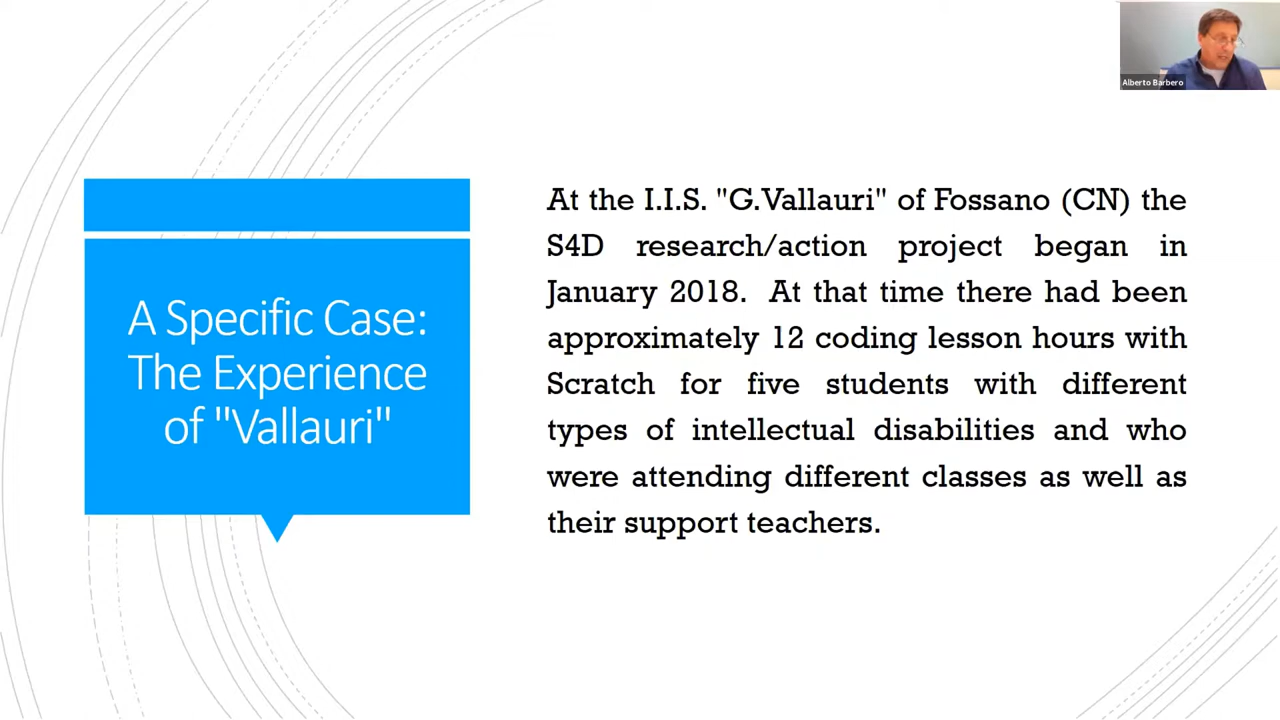 Alberto Barbero
A Specific Case:
The Experience
of "Vallauri"
At the I.I.S. "G.Vallauri" of Fossano (CN) the
S4D research/action project began in
January 2018. At that time there had been
approximately 12 coding lesson hours with
Scratch for five students with different
types of intellectual disabilities and who
were attending different classes as well as
their support teachers.